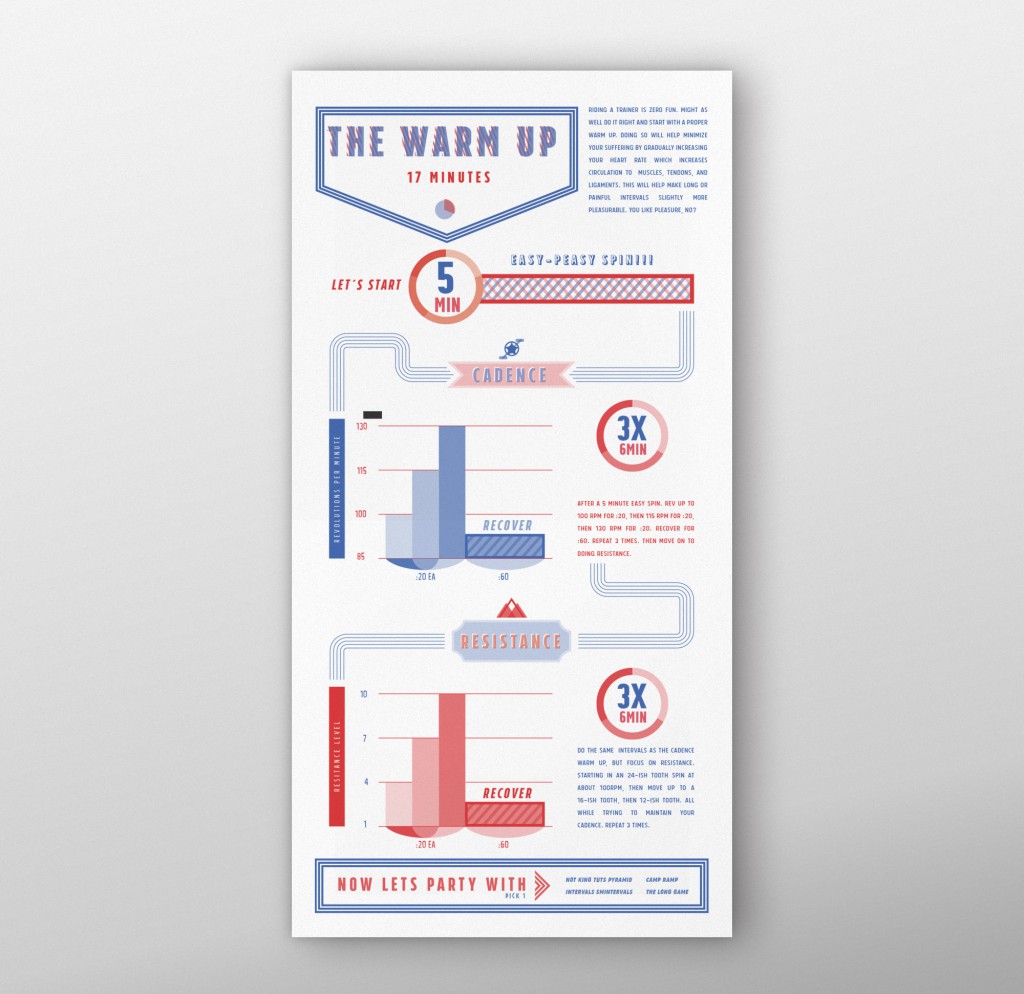 THE WARM UP
17 MINUTES
RIDING A TRAINER IS ZERO FUN. MIGHT AS
WELL DO IT RIGHT AND START WITH A PROPER
WARM UP. DOING SO WILL HELP MINIMIZE
YOUR SUFFERING BY GRADUALLY INCREASING
YOUR HEART RATE WHICH INCREASES
CIRCULATION TO MUSCLES, TENDONS, AND
LIGAMENTS. THIS WILL HELP MAKE LONG OR
PAINFUL INTERVALS SLIGHTLY MORE
PLEASURABLE. YOU LIKE PLEASURE, NO?
LET'S START
5
MIN
EASY-PEASY SPIN!!!
CADENCE
REVOLUTIONS PER MINUTE
130
115
100
85
RECOVER
:20 EA
:60
3X
6MIN
AFTER A 5 MINUTE EASY SPIN. REV UP TO
100 RPM FOR :20, THEN 115 RPM FOR :20,
THEN 130 RPM FOR :20. RECOVER FOR
:60. REPEAT 3 TIMES. THEN MOVE ON TO
DOING RESISTANCE.
RESISTANCE
RESITANCE LEVEL
10
7
4
1
RECOVER
:20 EA
:60
3X
6MIN
DO THE SAME INTERVALS AS THE CADENCE
WARM UP, BUT FOCUS ON RESISTANCE.
STARTING IN AN 24-ISH TOOTH SPIN AT
ABOUT 100RPM, THEN MOVE UP TO A
16-ISH TOOTH, THEN 12-ISH TOOTH. ALL
WHILE TRYING TO MAINTAIN YOUR
CADENCE. REPEAT 3 TIMES.
NOW LETS PARTY WITH
PICK 1
NOT KING TUTS PYRAMID
INTERVALS SHINTERVALS
CAMP RAMP
THE LONG GAME